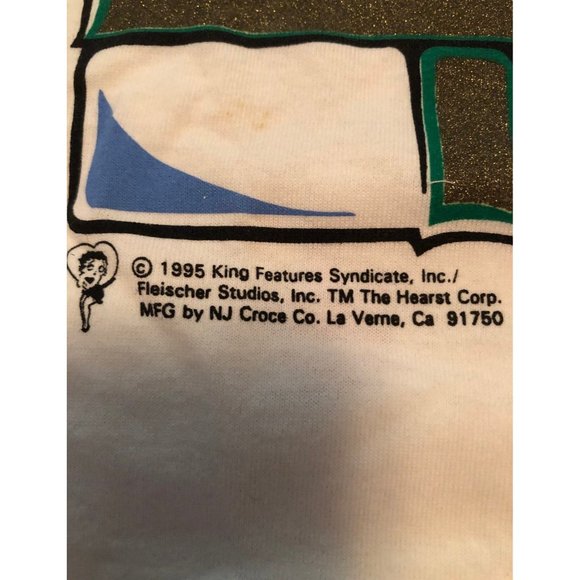 © 1995 King Features Syndicate, Inc./
Fleischer Studios, Inc. TM The Hearst Corp.
MFG by NJ Croce Co. La Verne, Ca 91750